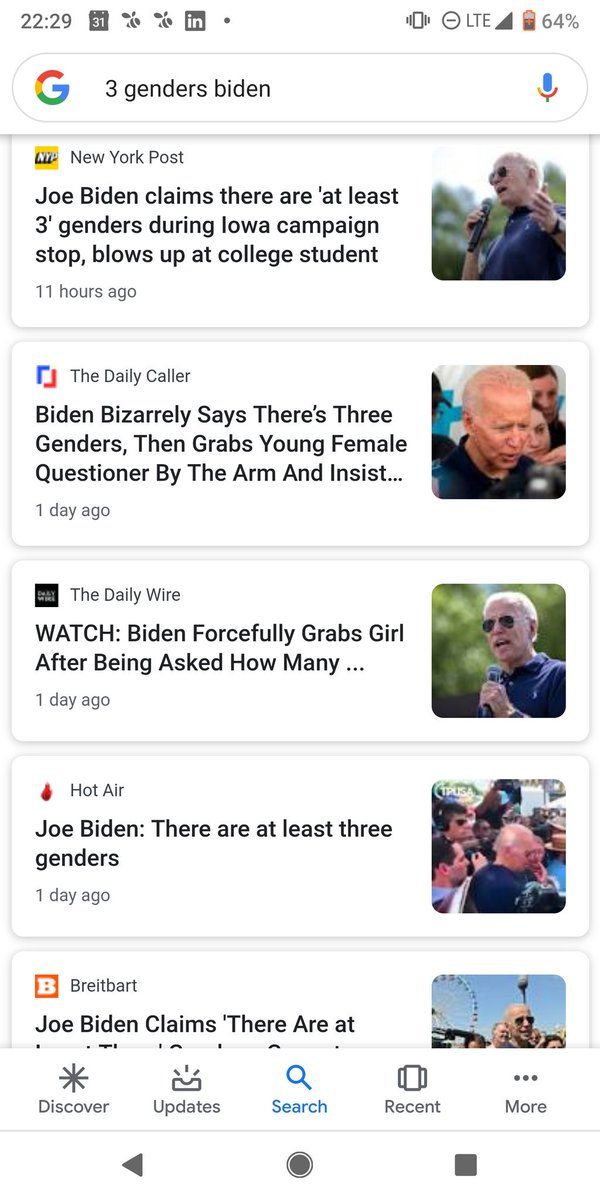 22:29
31
in
LTE
64%
3 genders biden
NYP
New York Post
Joe Biden claims there are 'at least
3' genders during Iowa campaign
stop, blows up at college student
11 hours ago
The Daily Caller
Biden Bizarrely Says There’s Three
Genders, Then Grabs Young Female
Questioner By The Arm And Insist...
1 day ago
DAILY
WIRE
The Daily Wire
WATCH: Biden Forcefully Grabs Girl
After Being Asked How Many ...
1 day ago
Hot Air
Joe Biden: There are at least three
genders
1 day ago
TPUSA
B
Breitbart
Joe Biden Claims 'There Are at
Discover
Updates
Search
Recent
More